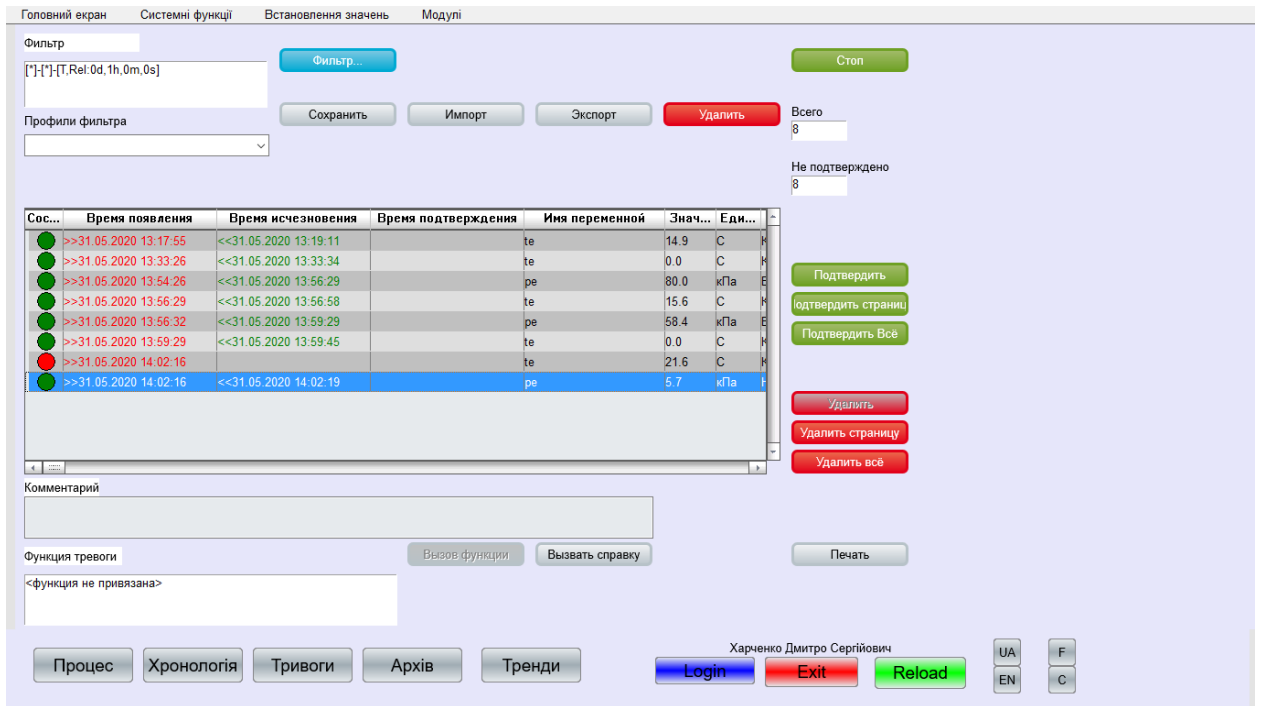 Головний екран Системні функції Встановлення значень Модулі
Фильтр
[*]-[*]-[T,Rel:0d,1h,0m,0s]
Фильтр...
Стоп
Сохранить Импорт Экспорт Удалить
Всего
8
Профили фильтра
Не подтверждено
8
Сос... Время появления Время исчезновения Время подтверждения Имя переменной Знач... Еди...
>>31.05.2020 13:17:55 <<31.05.2020 13:19:11 te 14.9 C К
>>31.05.2020 13:33:26 <<31.05.2020 13:33:34 te 0.0 C К
>>31.05.2020 13:54:26 <<31.05.2020 13:56:29 pe 80.0 кПа В
>>31.05.2020 13:56:29 <<31.05.2020 13:56:58 te 15.6 C К
>>31.05.2020 13:56:32 <<31.05.2020 13:59:29 pe 58.4 кПа В
>>31.05.2020 13:59:29 <<31.05.2020 13:59:45 te 0.0 C К
>>31.05.2020 14:02:16 te 21.6 C К
>>31.05.2020 14:02:16 <<31.05.2020 14:02:19 pe 5.7 кПа Н
Подтвердить
Подтвердить страниц
Подтвердить Всё
Удалить
Удалить страницу
Удалить всё
Комментарий
Функция тревоги
Вызов функции Вызвать справку Печать
<функция не привязана>
Процес Хронологія Тривоги Архів Тренди
Харченко Дмитро Сергійович
Login Exit Reload
UA F
EN C